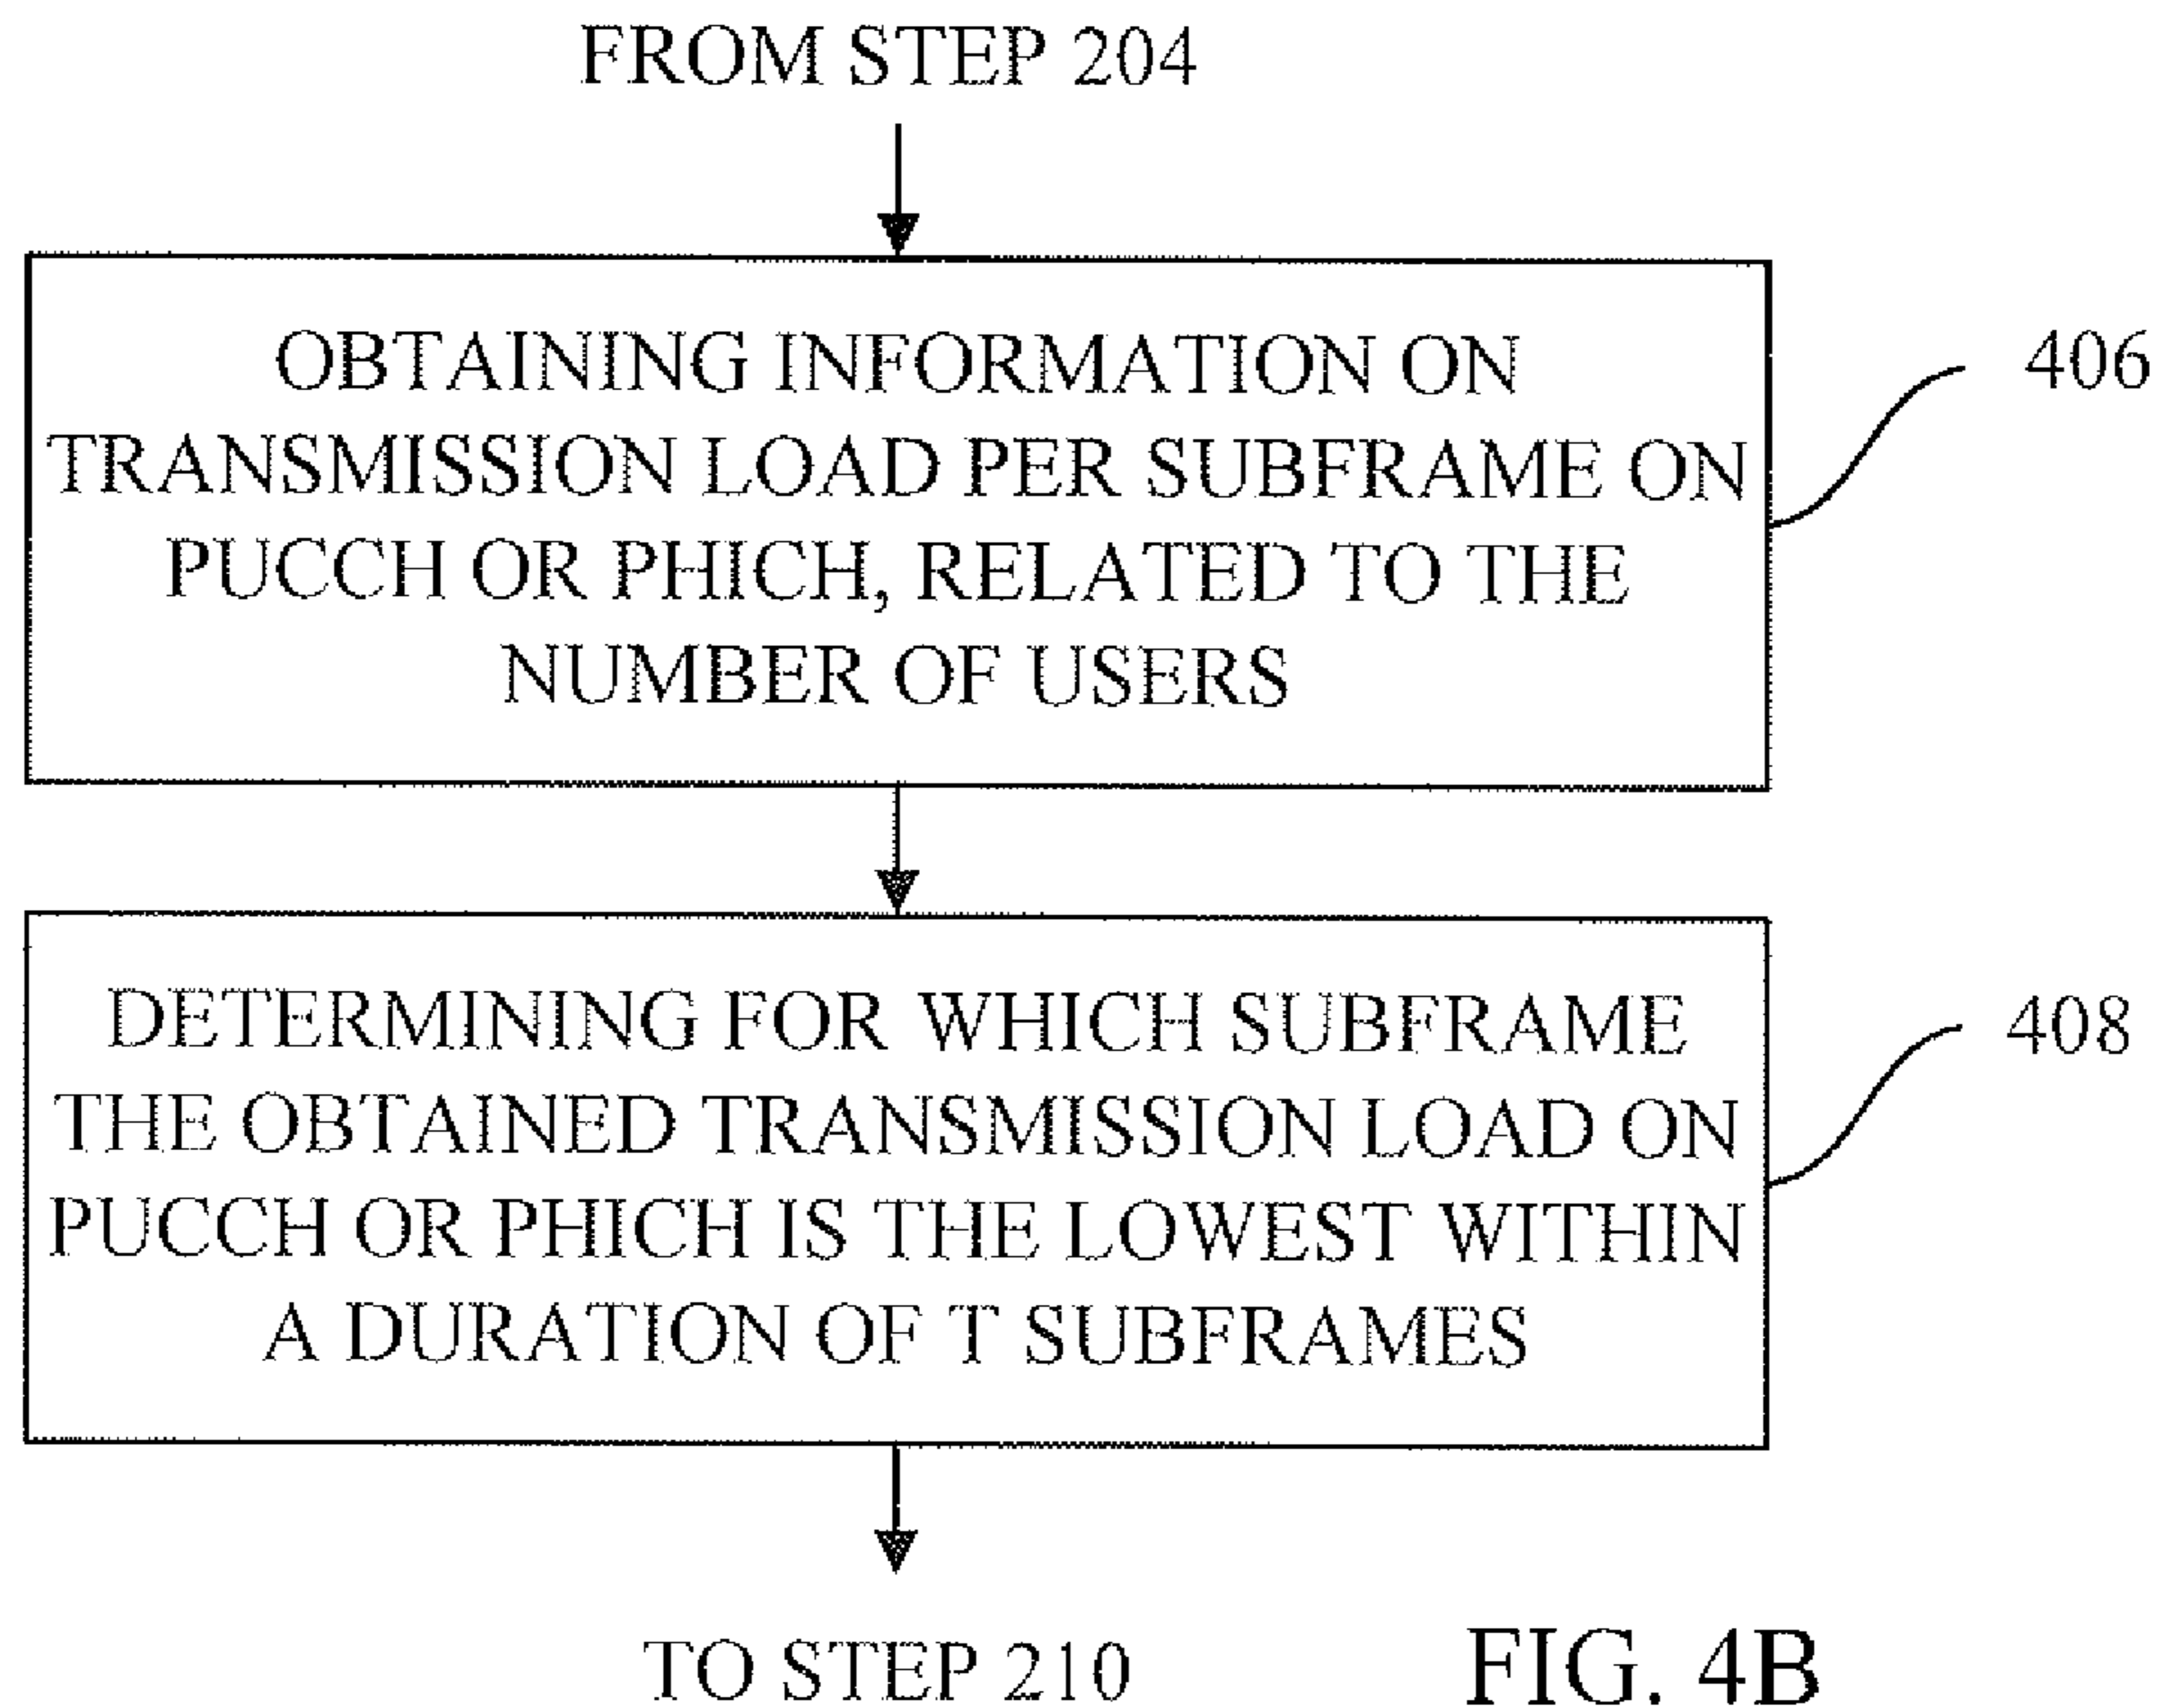 FROM STEP 204
OBTAINING INFORMATION ON
TRANSMISSION LOAD PER SUBFRAME ON
PUCCH OR PHICH, RELATED TO THE
NUMBER OF USERS
406
DETERMINING FOR WHICH SUBFRAME
THE OBTAINED TRANSMISSION LOAD ON
PUCCH OR PHICH IS THE LOWEST WITHIN
A DURATION OF T SUBFRAMES
408
TO STEP 210
FIG. 4B